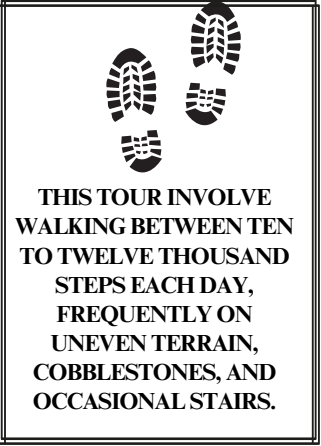 THIS TOUR INVOLVE
WALKING BETWEEN TEN
TO TWELVE THOUSAND
STEPS EACH DAY,
FREQUENTLY ON
UNEVEN TERRAIN,
COBBLESTONES, AND
OCCASIONAL STAIRS.